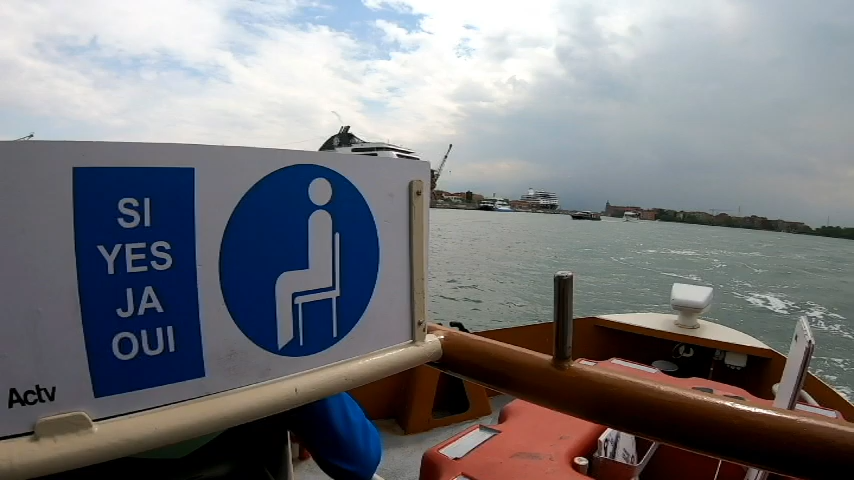 SI
YES
JA
OUI
Actv